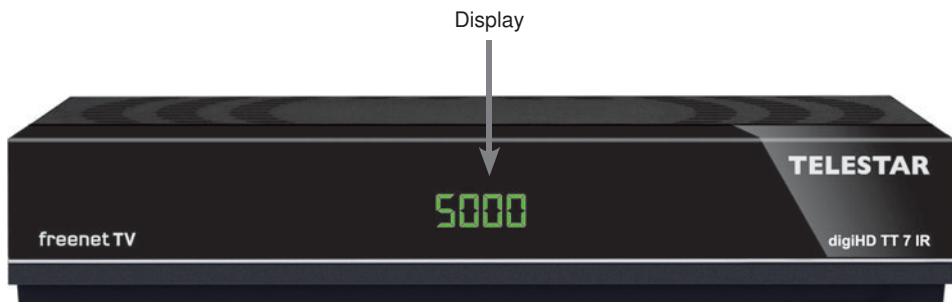 Display
TELESTAR
5000
freenet TV
digiHD TT 7 IR